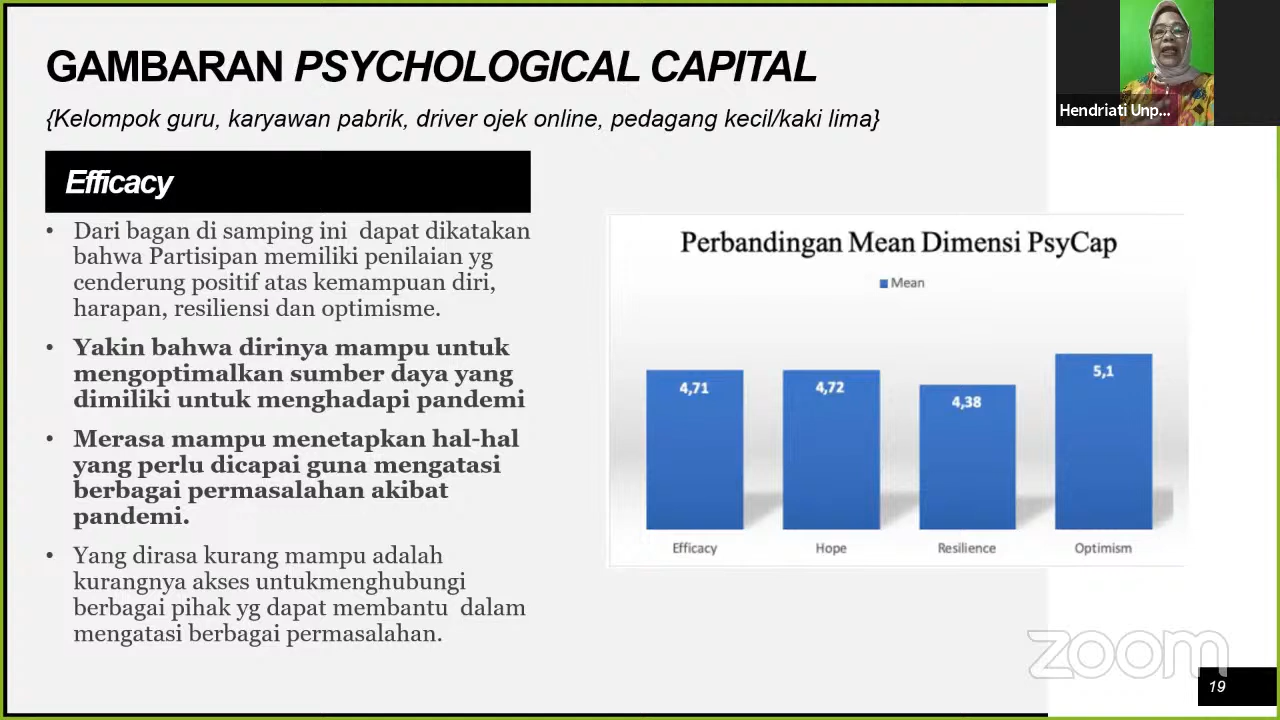 GAMBARAN PSYCHOLOGICAL CAPITAL
{Kelompok guru, karyawan pabrik, driver ojek online, pedagang kecil/kaki lima}
Hendriati Unp...
Efficacy
• Dari bagan di samping ini dapat dikatakan
bahwa Partisipan memiliki penilaian yg
cenderung positif atas kemampuan diri,
harapan, resiliensi dan optimisme.
• Yakin bahwa dirinya mampu untuk
mengoptimalkan sumber daya yang
dimiliki untuk menghadapi pandemi
• Merasa mampu menetapkan hal-hal
yang perlu dicapai guna mengatasi
berbagai permasalahan akibat
pandemi.
• Yang dirasa kurang mampu adalah
kurangnya akses untukmenghubungi
berbagai pihak yg dapat membantu dalam
mengatasi berbagai permasalahan.
Perbandingan Mean Dimensi PsyCap
Mean
4,71 4,72 4,38 5,1
Efficacy Hope Resilience Optimism
zoom
19